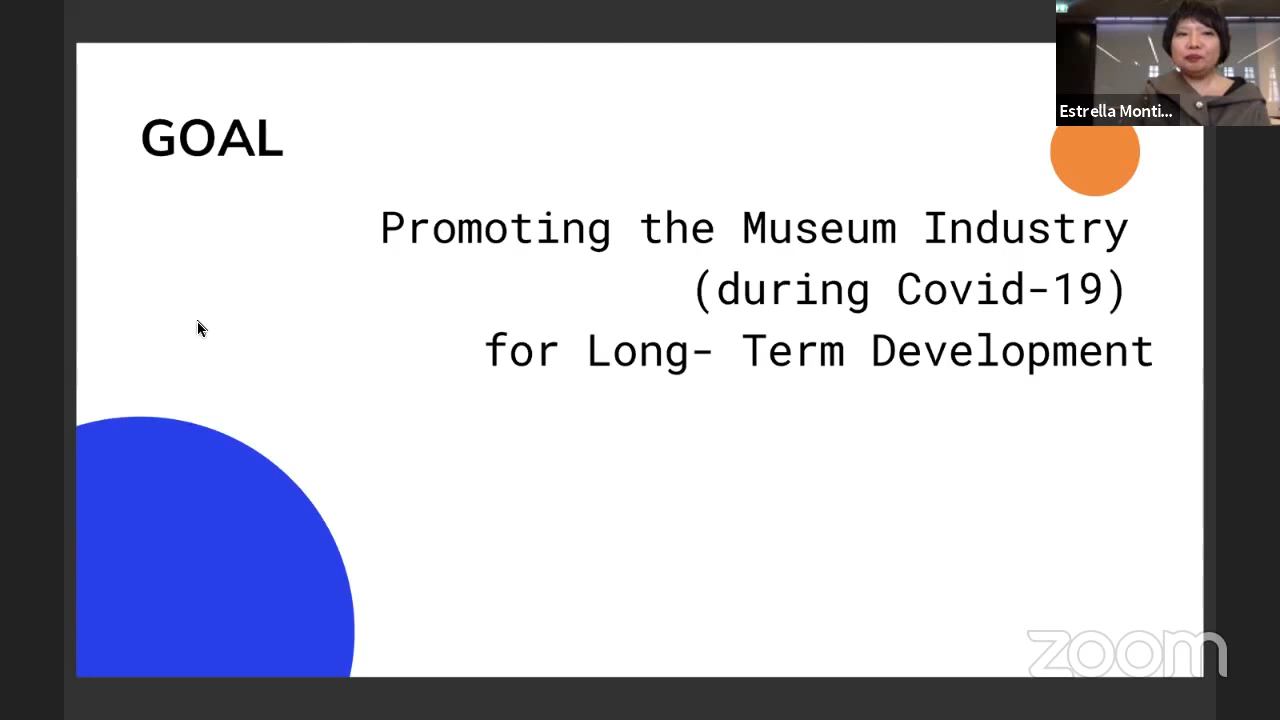 Estrella Monti...
GOAL
Promoting the Museum Industry
(during Covid-19)
for Long- Term Development
zoom